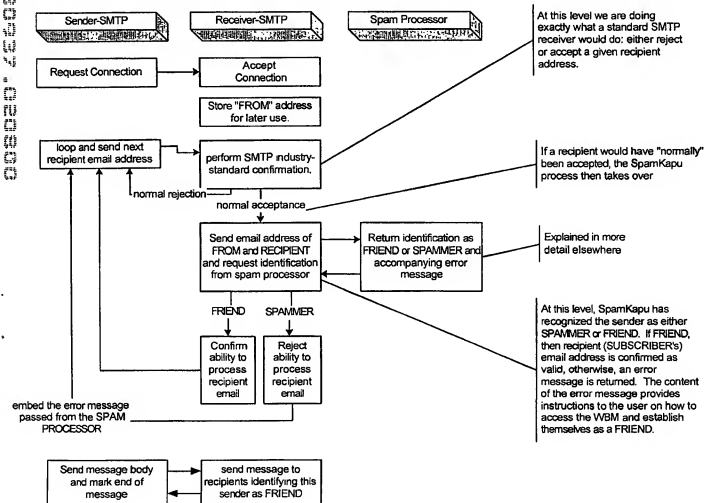 Sender-SMTP
Receiver-SMTP
Spam Processor
Request Connection
Accept
Connection
Store "FROM" address
for later use.
loop and send next
recipient email address
perform SMTP industry-
standard confirmation.
normal rejection
normal acceptance
Send email address of
FROM and RECIPIENT
and request identification
from spam processor
Return identification as
FRIEND or SPAMMER and
accompanying error
message
FRIEND
SPAMMER
Confirm
ability to
process
recipient
email
Reject
ability to
process
recipient
email
embed the error message
passed from the SPAM
PROCESSOR
Send message body
and mark end of
message
send message to
recipients identifying this
sender as FRIEND
At this level we are doing
exactly what a standard SMTP
receiver would do: either reject
or accept a given recipient
address.
If a recipient would have "normally"
been accepted, the SpamKapu
process then takes over
Explained in more
detail elsewhere
At this level, SpamKapu has
recognized the sender as either
SPAMMER or FRIEND. If FRIEND,
then recipient (SUBSCRIBER's)
email address is confirmed as
valid, otherwise, an error
message is returned. The content
of the error message provides
instructions to the user on how to
access the WBM and establish
themselves as a FRIEND.